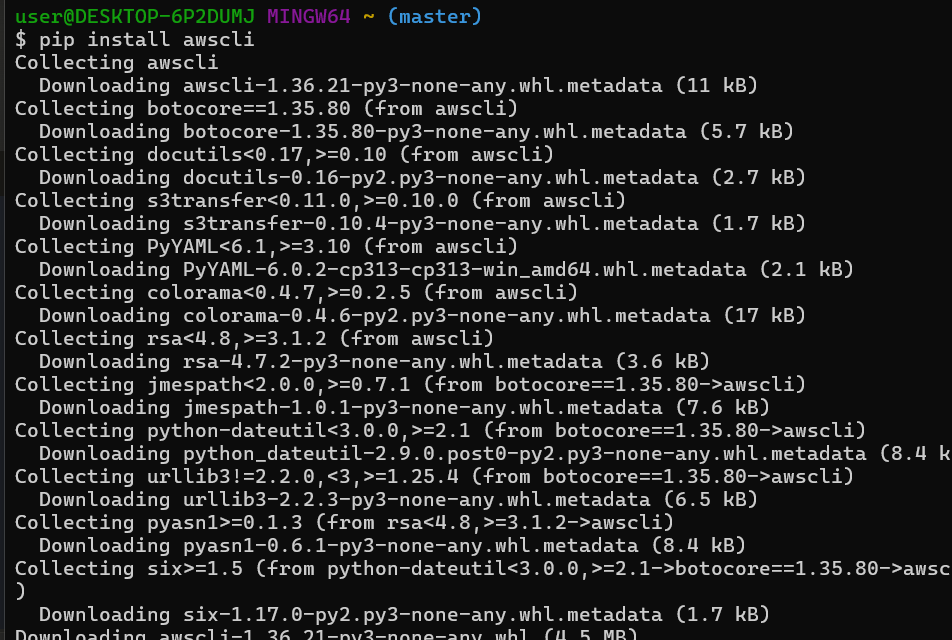 user@DESKTOP-6P2DUMJ MINGW64 ~ (master)
$ pip install awscli
Collecting awscli
  Downloading awscli-1.36.21-py3-none-any.whl.metadata (11 kB)
Collecting botocore==1.35.80 (from awscli)
  Downloading botocore-1.35.80-py3-none-any.whl.metadata (5.7 kB)
Collecting docutils<0.17,>=0.10 (from awscli)
  Downloading docutils-0.16-py2.py3-none-any.whl.metadata (2.7 kB)
Collecting s3transfer<0.11.0,>=0.10.0 (from awscli)
  Downloading s3transfer-0.10.4-py3-none-any.whl.metadata (1.7 kB)
Collecting PyYAML<6.1,>=3.10 (from awscli)
  Downloading PyYAML-6.0.2-cp313-cp313-win_amd64.whl.metadata (2.1 kB)
Collecting colorama<0.4.7,>=0.2.5 (from awscli)
  Downloading colorama-0.4.6-py2.py3-none-any.whl.metadata (17 kB)
Collecting rsa<4.8,>=3.1.2 (from awscli)
  Downloading rsa-4.7.2-py3-none-any.whl.metadata (3.6 kB)
Collecting jmespath<2.0.0,>=0.7.1 (from botocore==1.35.80->awscli)
  Downloading jmespath-1.0.1-py3-none-any.whl.metadata (7.6 kB)
Collecting python-dateutil<3.0.0,>=2.1 (from botocore==1.35.80->awscli)
  Downloading python_dateutil-2.9.0.post0-py2.py3-none-any.whl.metadata (8.4 k
Collecting urllib3!=2.2.0,<3,>=1.25.4 (from botocore==1.35.80->awscli)
  Downloading urllib3-2.2.3-py3-none-any.whl.metadata (6.5 kB)
Collecting pyasn1>=0.1.3 (from rsa<4.8,>=3.1.2->awscli)
  Downloading pyasn1-0.6.1-py3-none-any.whl.metadata (8.4 kB)
Collecting six>=1.5 (from python-dateutil<3.0.0,>=2.1->botocore==1.35.80->awsc
)
  Downloading six-1.17.0-py2.py3-none-any.whl.metadata (1.7 kB)
Downloading awscli-1.36.21-py3-none-any.whl (4.5 MB)